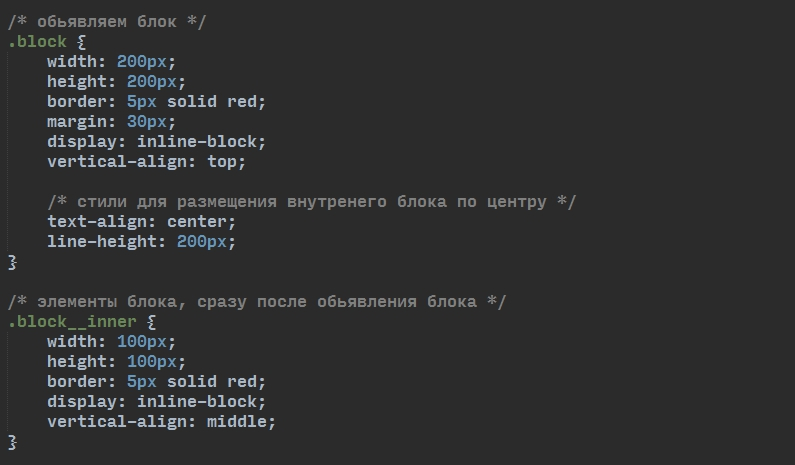 /* обьявляем блок */
.block {
    width: 200px;
    height: 200px;
    border: 5px solid red;
    margin: 30px;
    display: inline-block;
    vertical-align: top;

    /* стили для размещения внутренего блока по центру */
    text-align: center;
    line-height: 200px;
}

/* элементы блока, сразу после обьявления блока */
.block__inner {
    width: 100px;
    height: 100px;
    border: 5px solid red;
    display: inline-block;
    vertical-align: middle;
}